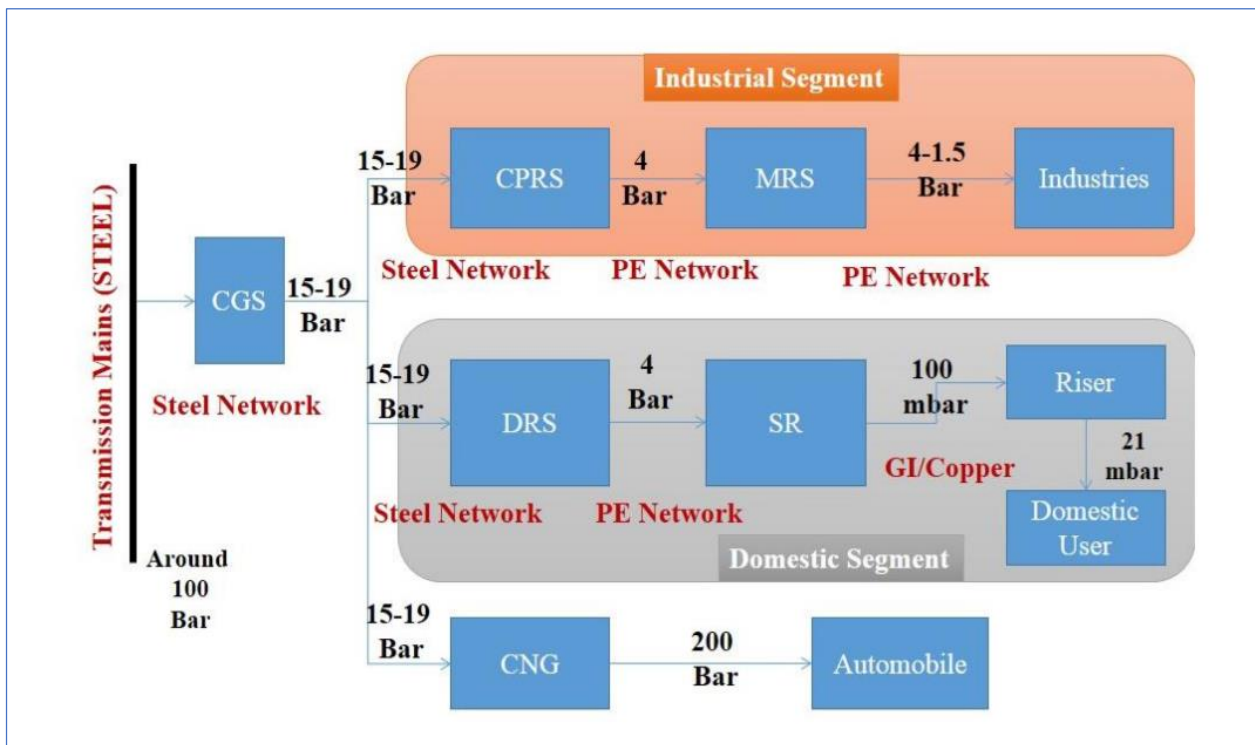 Industrial Segment
15-19
Bar
CPRS
4
Bar
MRS
4-1.5
Bar
Industries
Steel Network
PE Network
PE Network
Transmission Mains (STEEL)
CGS
15-19
Bar
Steel Network
Around
100
Bar
15-19
Bar
DRS
4
Bar
SR
100
mbar
Riser
21
mbar
GI/Copper
Domestic
User
Steel Network
PE Network
Domestic Segment
15-19
Bar
CNG
200
Bar
Automobile